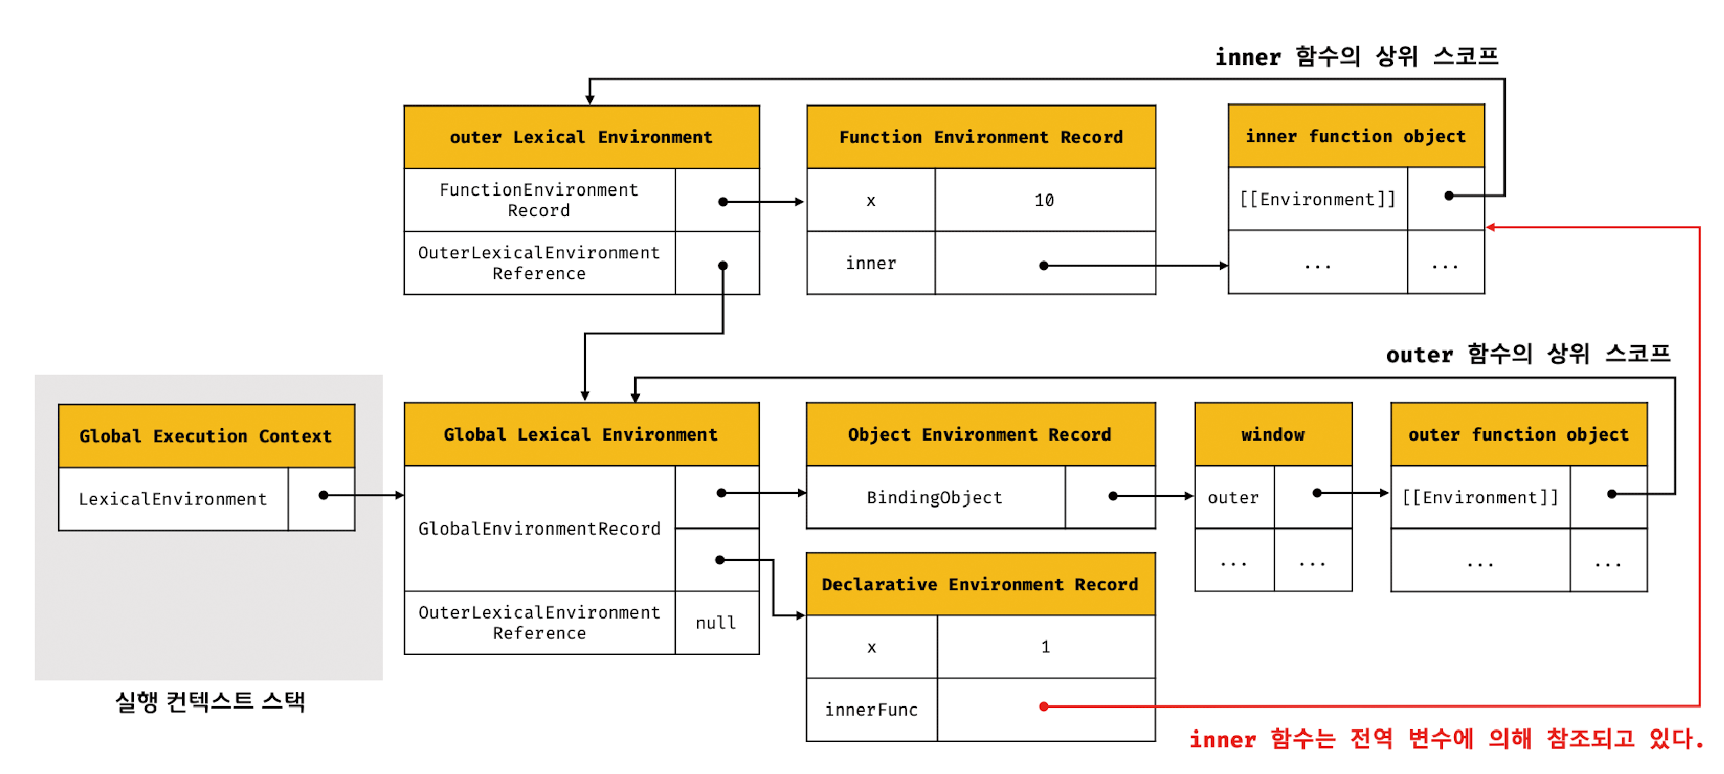 inner 함수의 상위 스코프
outer Lexical Environment
FunctionEnvironment
Record
OuterLexicalEnvironment
Reference
Function Environment Record
x
10
inner
inner function object
[[Environment]]
...
...
outer 함수의 상위 스코프
Global Execution Context
LexicalEnvironment
실행 컨텍스트 스택
Global Lexical Environment
GlobalEnvironmentRecord
OuterLexicalEnvironment
Reference
null
Object Environment Record
BindingObject
window
outer
...
...
outer function object
[[Environment]]
...
...
Declarative Environment Record
x
1
innerFunc
inner 함수는 전역 변수에 의해 참조되고 있다.